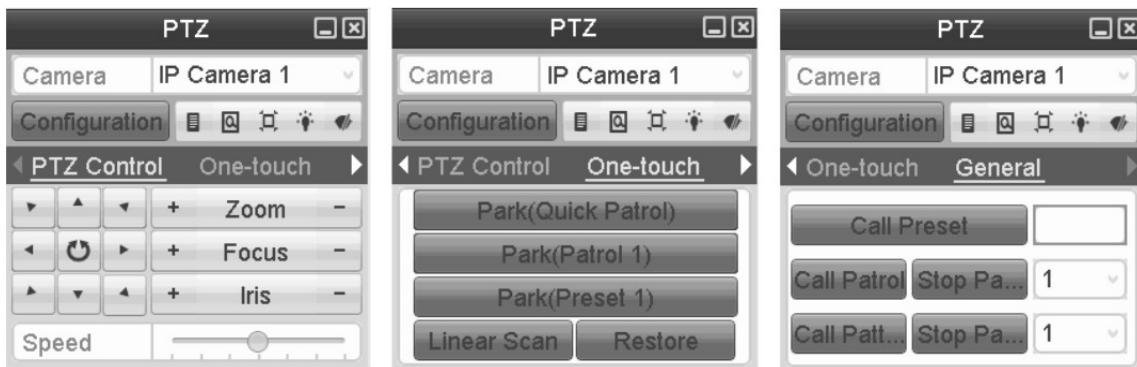 PTZ
Camera IP Camera 1
Configuration
PTZ Control One-touch
+ Zoom -
+ Focus -
+ Iris -
Speed
PTZ
Camera IP Camera 1
Configuration
PTZ Control One-touch
Park(Quick Patrol)
Park(Patrol 1)
Park(Preset 1)
Linear Scan Restore
PTZ
Camera IP Camera 1
Configuration
One-touch General
Call Preset
Call Patrol Stop Pa... 1
Call Patt... Stop Pa... 1